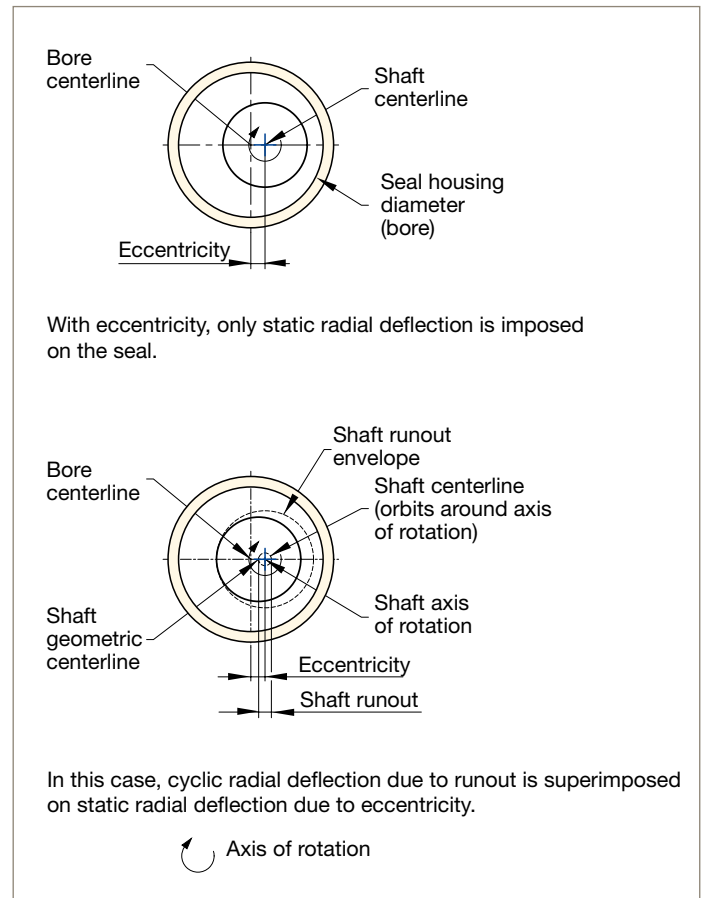 Bore
centerline
Shaft
centerline
Seal housing
diameter
(bore)
Eccentricity
With eccentricity, only static radial deflection is imposed
on the seal.
Shaft runout
envelope
Bore
centerline
Shaft centerline
(orbits around axis
of rotation)
Shaft axis
of rotation
Shaft
geometric
centerline
Eccentricity
Shaft runout
In this case, cyclic radial deflection due to runout is superimposed
on static radial deflection due to eccentricity.
Axis of rotation